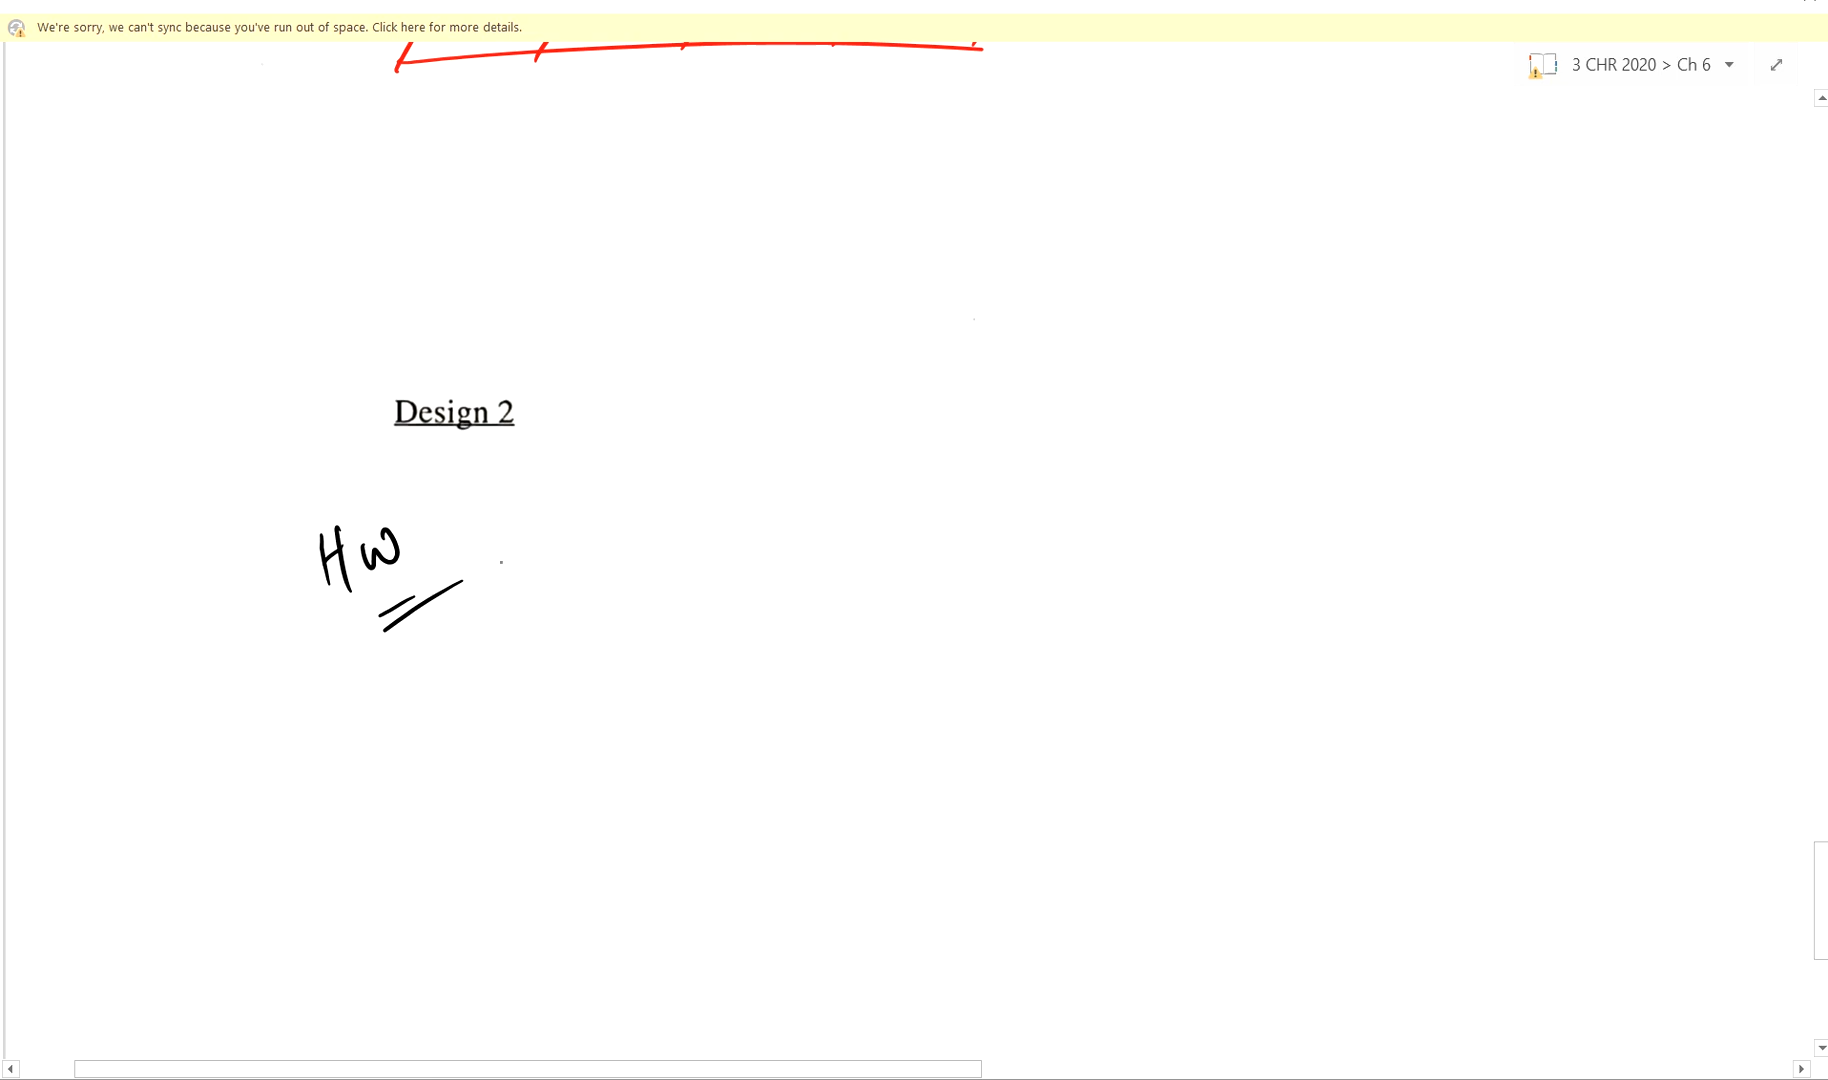 We're sorry, we can't sync because you've run out of space. Click here for more details.
3 CHR 2020 > Ch 6
Design 2
HW